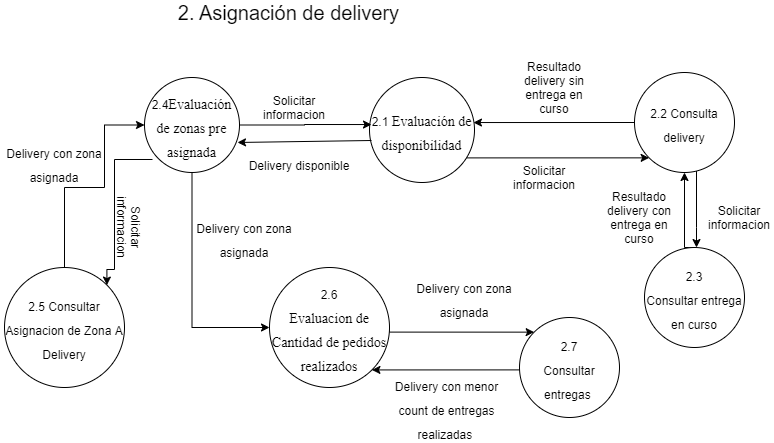 2. Asignación de delivery
2.4Evaluación
de zonas pre
asignada
Solicitar
informacion
2.1 Evaluación de
disponibilidad
Resultado
delivery sin
entrega en
curso
2.2 Consulta
delivery
Delivery con zona
asignada
Delivery disponible
Solicitar
informacion
Solicitar
informacion
Resultado
delivery con
entrega en
curso
Solicitar
informacion
Delivery con zona
asignada
2.5 Consultar
Asignacion de Zona A
Delivery
2.6
Evaluacion de
Cantidad de pedidos
realizados
Delivery con zona
asignada
2.3
Consultar entrega
en curso
2.7
Consultar
entregas
Delivery con menor
count de entregas
realizadas